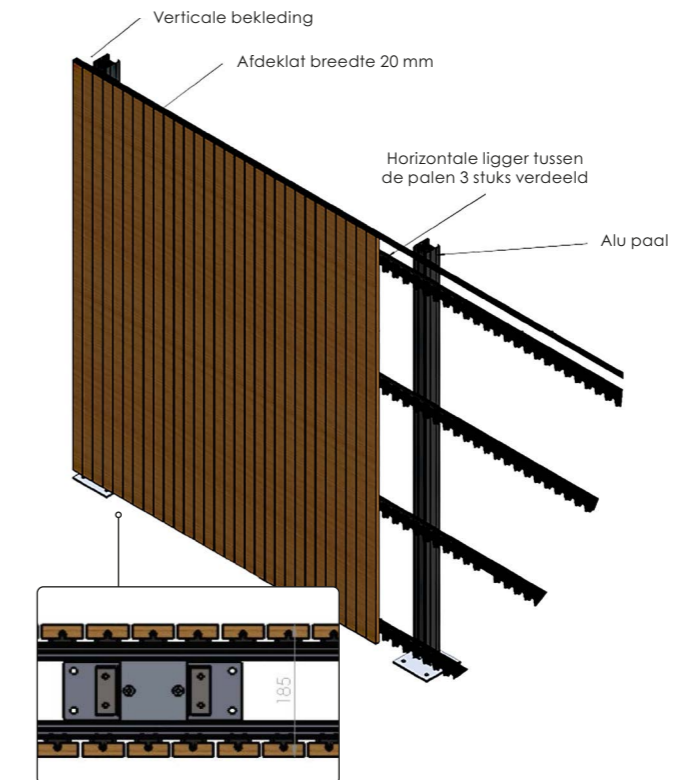 Verticale bekleding
Afdeklat breedte 20 mm
Horizontale ligger tussen
de palen 3 stuks verdeeld
Alu paal
185